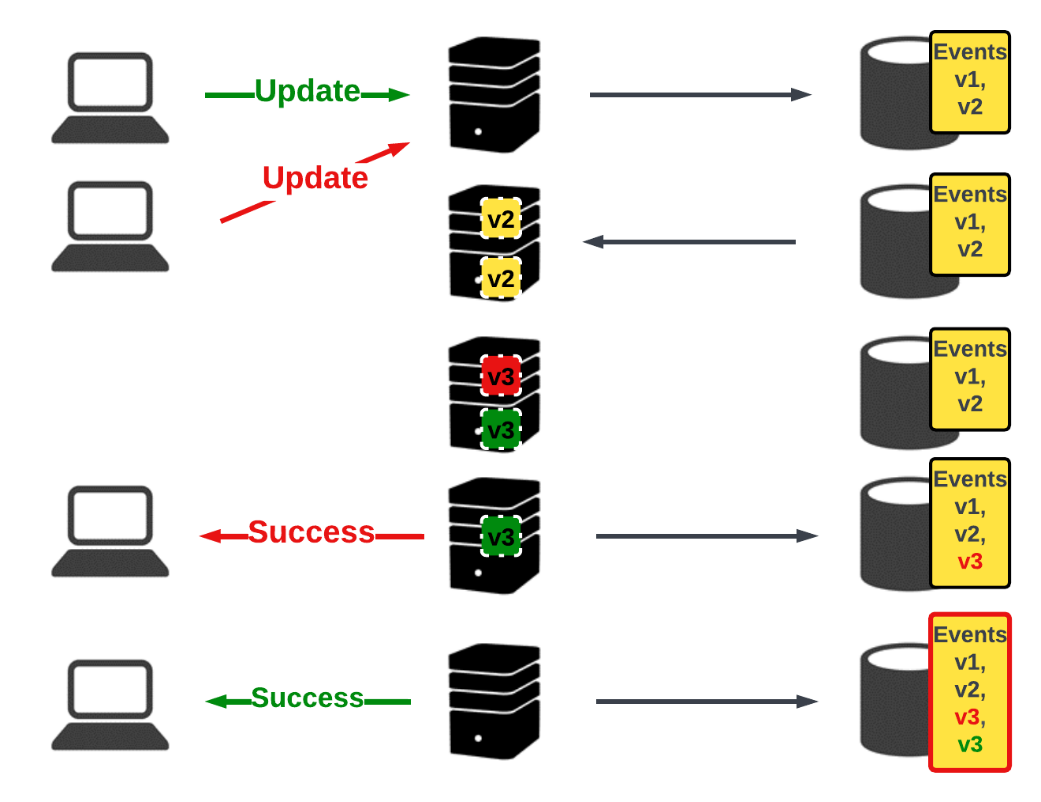 Update
Events
v1,
v2
Update
v2
v2
Events
v1,
v2
v3
v3
Events
v1,
v2
Success
v3
Events
v1,
v2,
v3
Success
Events
v1,
v2,
v3,
v3